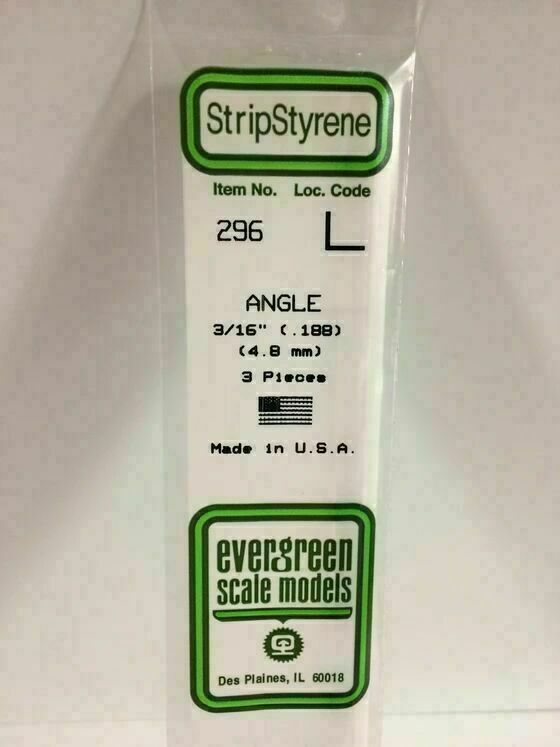 StripStyrene
Item No. Loc. Code
296 L
ANGLE
3/16" (.188)
(4.8 mm)
3 Pieces
Made in U.S.A.
evergreen
scale models
Des Plaines, IL 60018